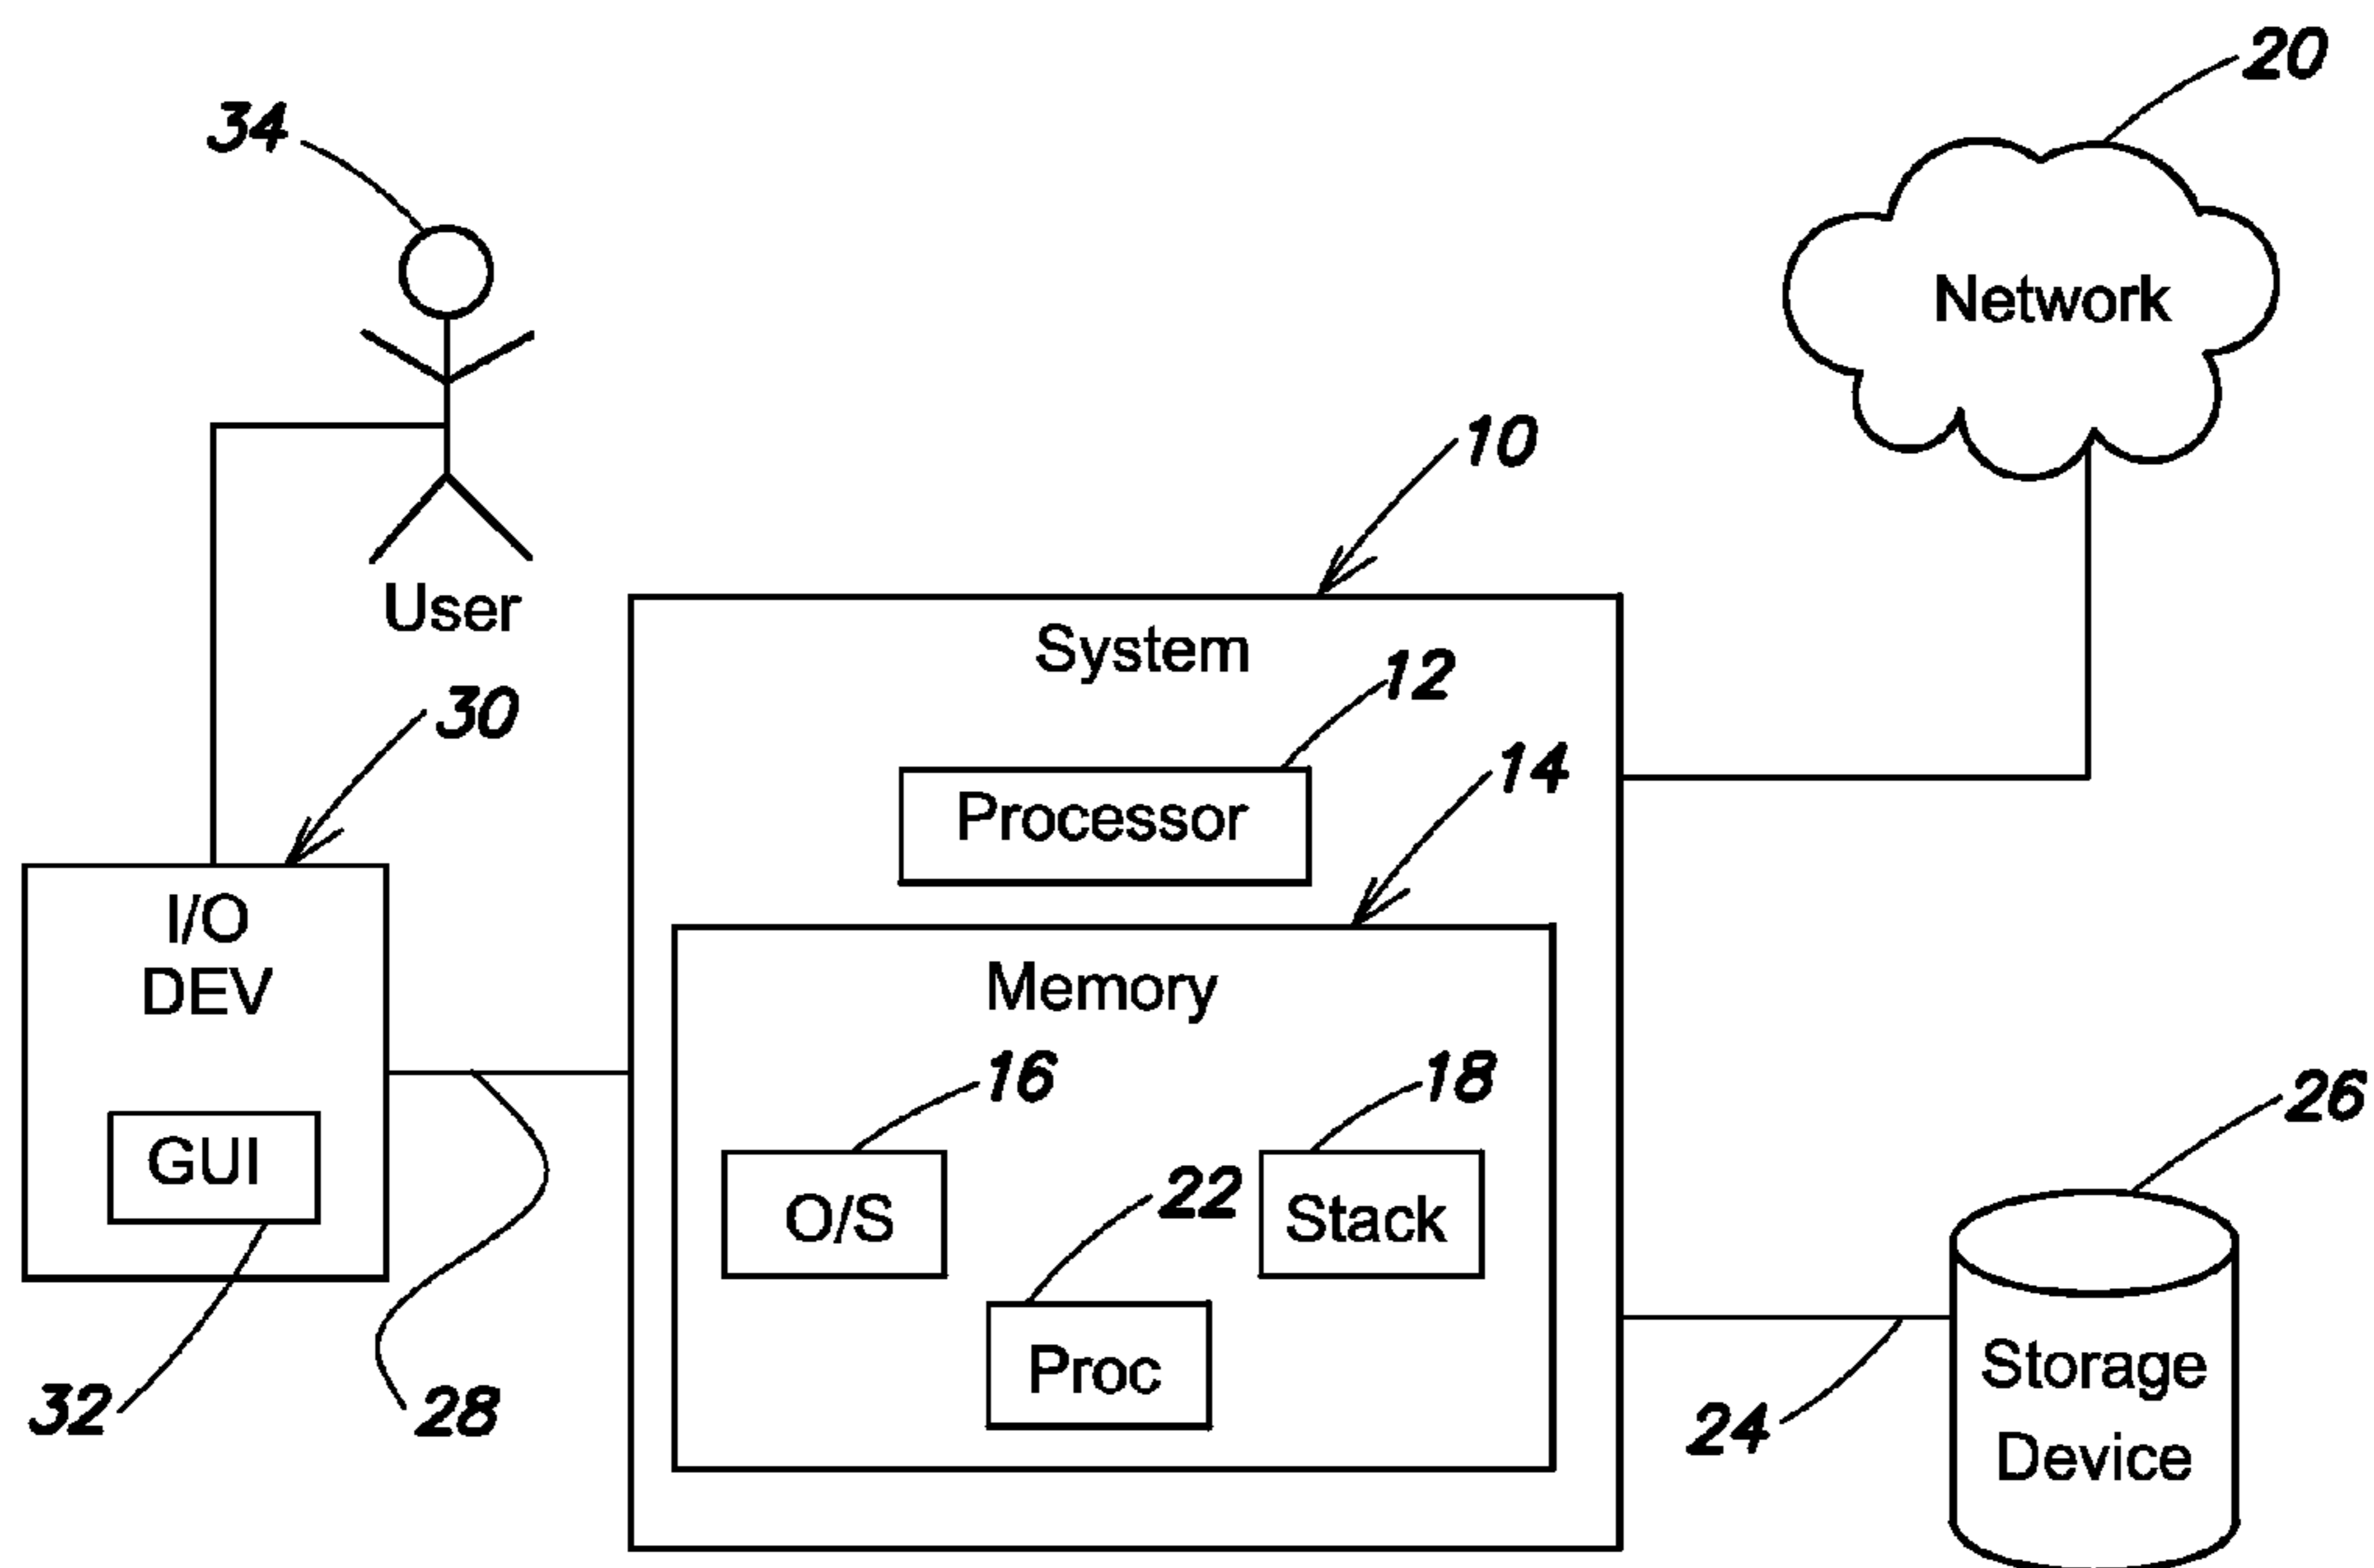 20
34
Network
10
User
System
12
30
14
Processor
I/O
DEV
Memory
16
18
26
GUI
22
O/S
Stack
Proc
Storage
Device
32
28
24